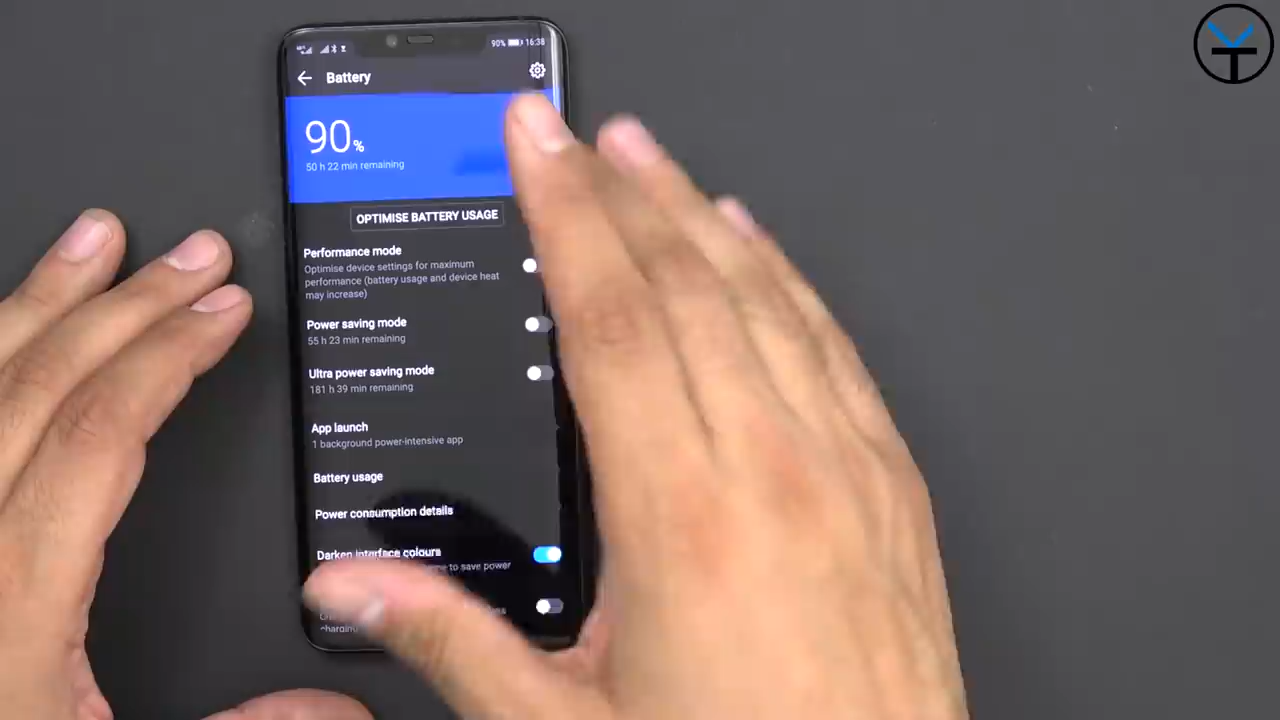 90% 16:38
Battery
90%
50 h 22 min remaining
OPTIMISE BATTERY USAGE
Performance mode
Optimise device settings for maximum
performance (battery usage and device heat
may increase)
Power saving mode
55 h 23 min remaining
Ultra power saving mode
181 h 39 min remaining
App launch
1 background power-intensive app
Battery usage
Power consumption details
Darken interface colours
to save power